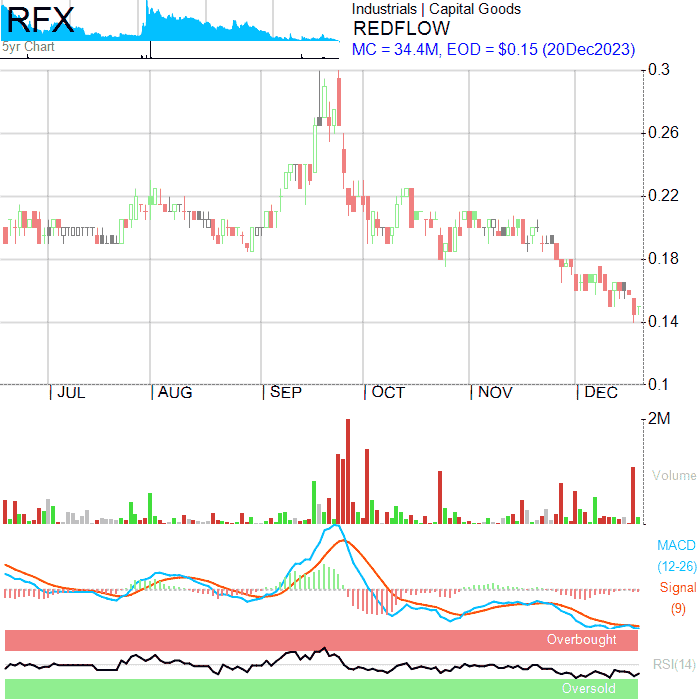 RFX
Industrials | Capital Goods
REDFLOW
5yr Chart
MC = 34.4M, EOD = $0.15 (20Dec2023)
0.3
0.26
0.22
0.18
0.14
0.1
JUL AUG SEP OCT NOV DEC
2M
Volume
MACD
(12-26)
Signal
(9)
Overbought
RSI(14)
Oversold